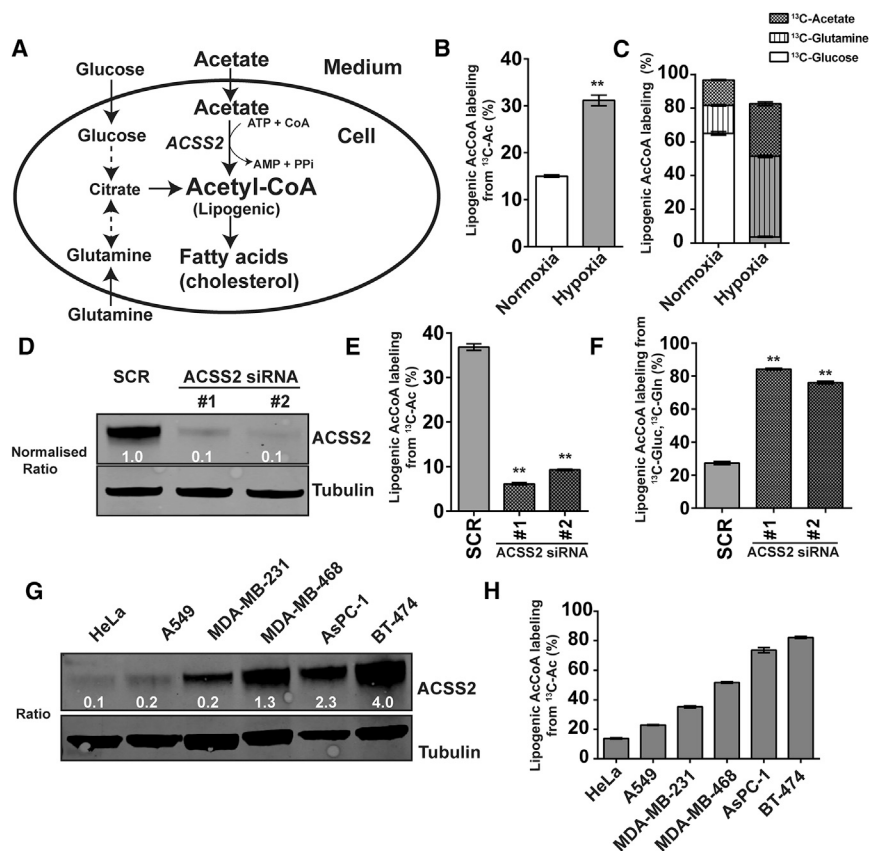 A
Glucose
Acetate
Medium
Acetate
Glucose
ATP + CoA
Cell
ACSS2
AMP + PPi
Citrate
Acetyl-CoA
(Lipogenic)
Glutamine
Fatty acids
(cholesterol)
Glutamine
B
Lipogenic AcCoA labeling
from ¹³C-Ac (%)
40
30
20
10
0
**
Normoxia
Hypoxia
C
¹³C-Acetate
¹³C-Glutamine
¹³C-Glucose
Lipogenic AcCoA labeling (%)
100
80
60
40
20
0
Normoxia
Hypoxia
D
SCR
ACSS2 siRNA
#1
#2
ACSS2
Normalised
Ratio
1.0
0.1
0.1
Tubulin
E
Lipogenic AcCoA labeling
from ¹³C-Ac (%)
40
30
20
10
0
**
**
SCR
#1
#2
ACSS2 siRNA
F
Lipogenic AcCoA labeling from
¹³C-Gluc,¹³C-Gln (%)
100
80
60
40
20
0
**
**
SCR
#1
#2
ACSS2 siRNA
G
HeLa
A549
MDA-MB-231
MDA-MB-468
AsPC-1
BT-474
ACSS2
Ratio
0.1
0.2
0.2
1.3
2.3
4.0
Tubulin
H
Lipogenic AcCoA labeling
from ¹³C-Ac (%)
100
80
60
40
20
0
HeLa
A549
MDA-MB-231
MDA-MB-468
AsPC-1
BT-474